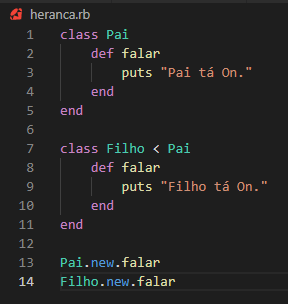 heranca.rb
1 class Pai
2     def falar
3         puts "Pai tá On."
4     end
5 end
6
7 class Filho < Pai
8     def falar
9         puts "Filho tá On."
10     end
11 end
12
13 Pai.new.falar
14 Filho.new.falar